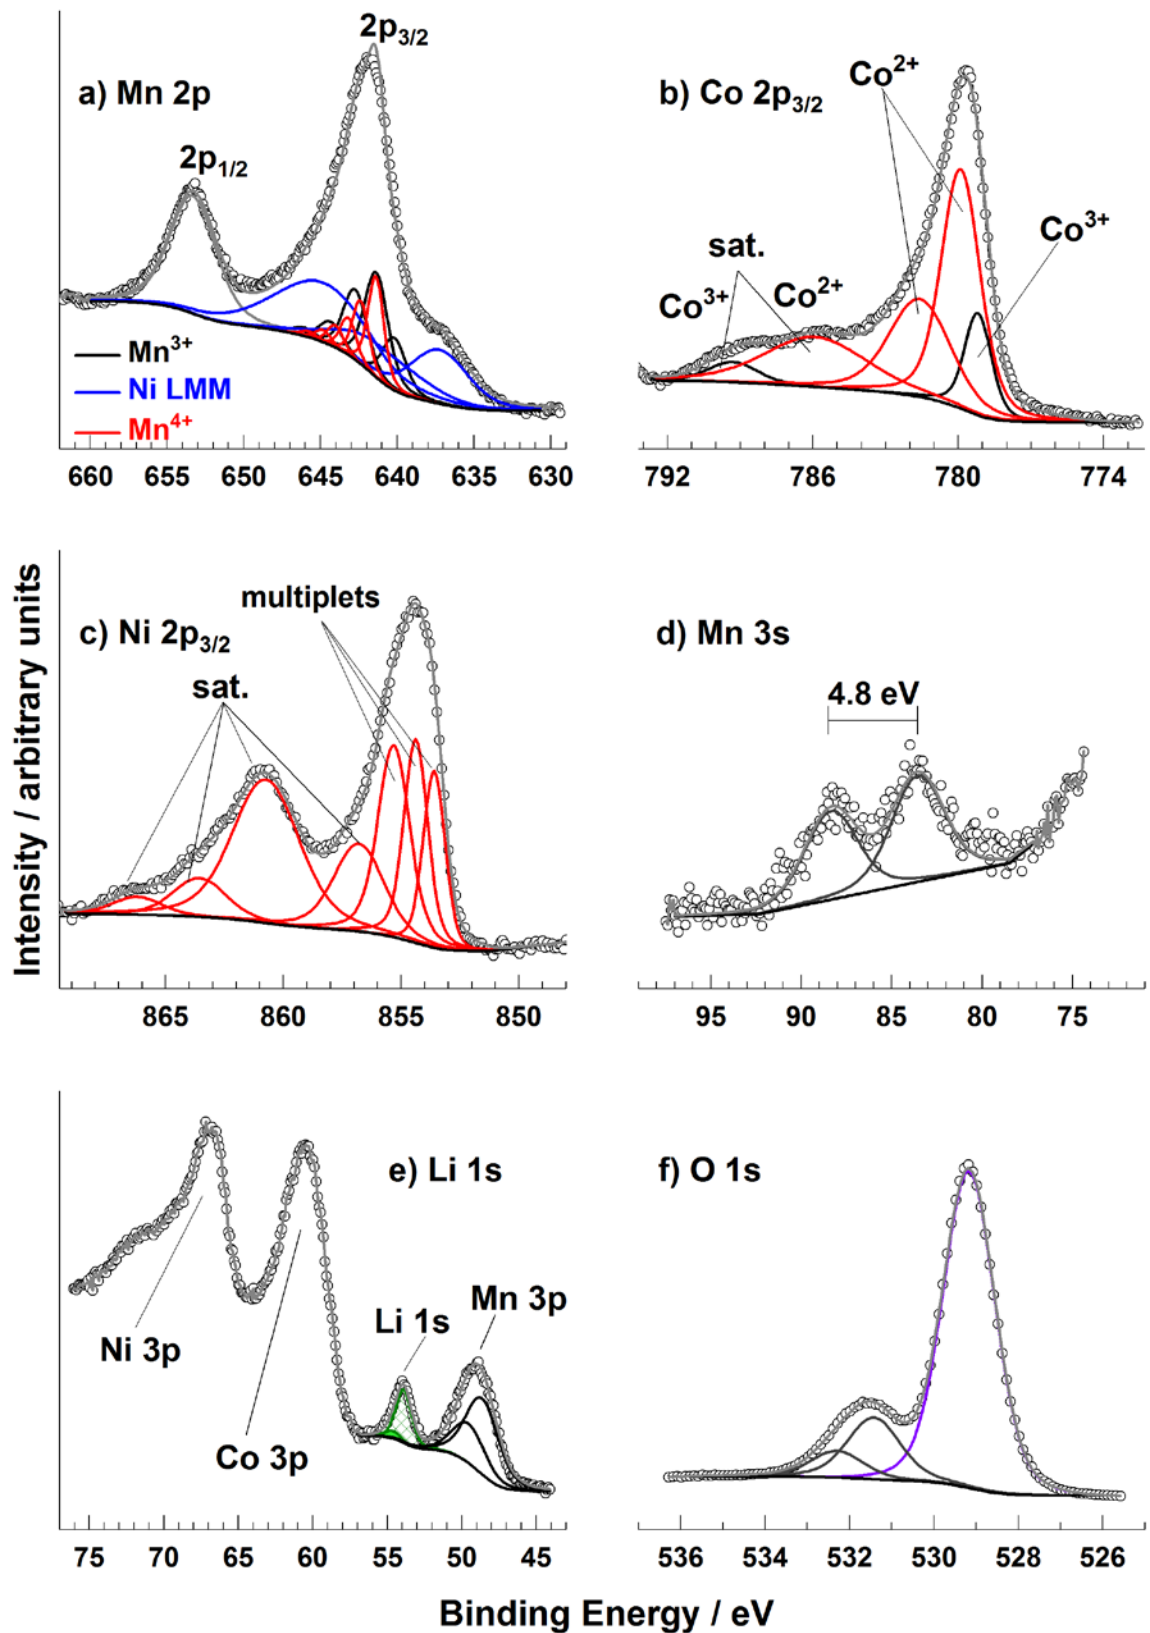 2p3/2
a) Mn 2p
2p1/2
Mn3+
Ni LMM
Mn4+
660 655 650 645 640 635 630
Co2+
b) Co 2p3/2
Co3+
sat.
Co3+ Co2+
792 786 780 774
multiplets
c) Ni 2p3/2
sat.
865 860 855 850
d) Mn 3s
4.8 eV
95 90 85 80 75
Intensity / arbitrary units
e) Li 1s
Mn 3p
Li 1s
Ni 3p
Co 3p
75 70 65 60 55 50 45
f) O 1s
536 534 532 530 528 526
Binding Energy / eV